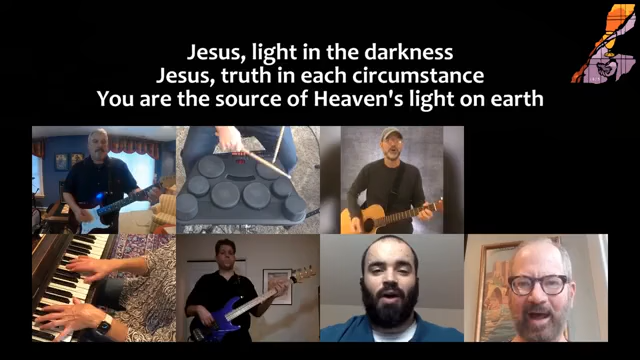 Jesus, light in the darkness
Jesus, truth in each circumstance
You are the source of Heaven's light on earth